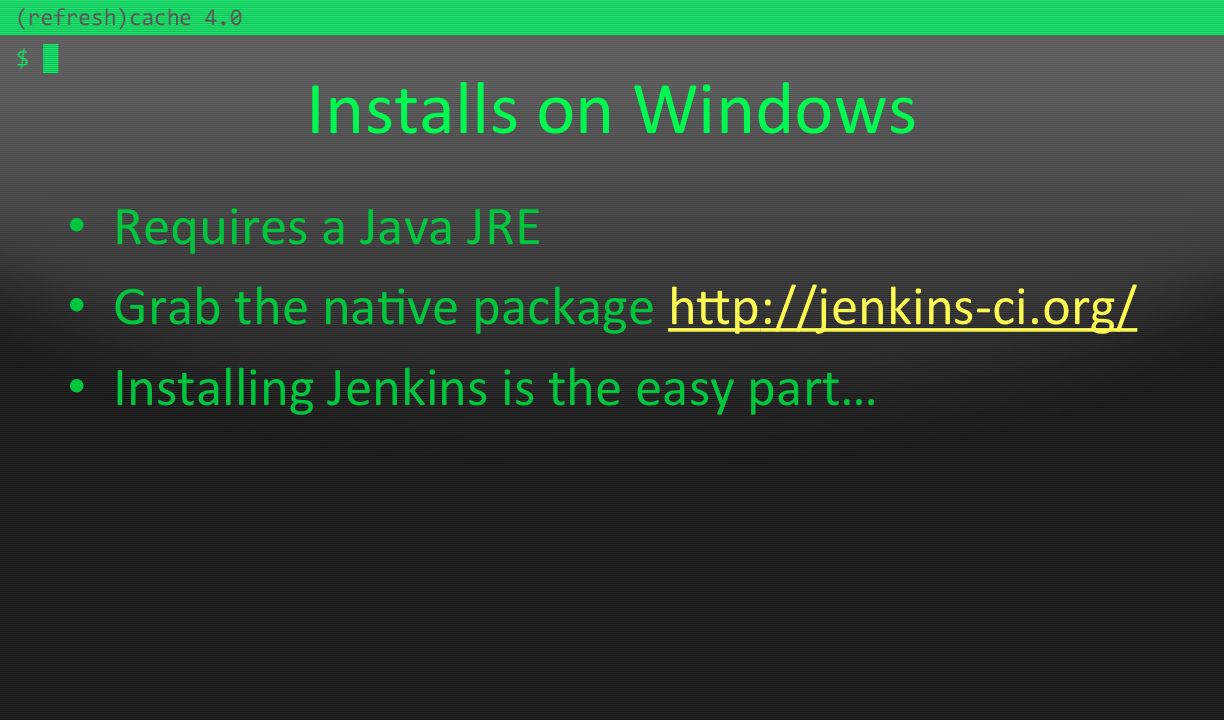 (refresh)cache 4.0
$
Installs on Windows
• Requires a Java JRE
• Grab the native package http://jenkins-ci.org/
• Installing Jenkins is the easy part…